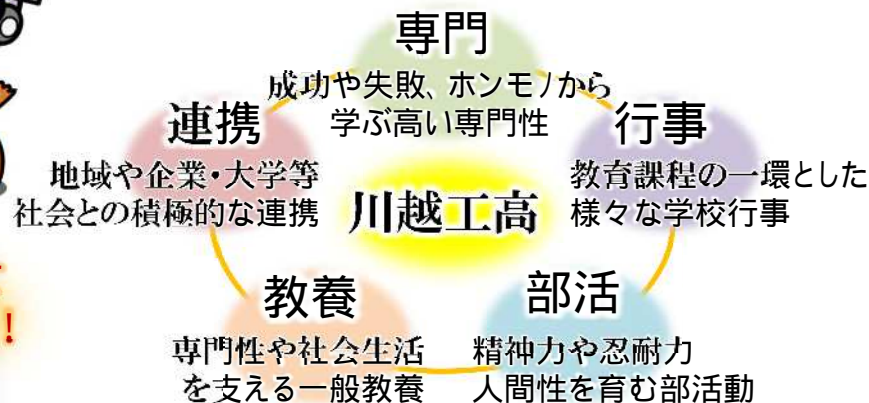 専門
成功や失敗、ホンモノから
学ぶ高い専門性
連携
地域や企業・大学等
社会との積極的な連携
行事
教育課程の一環とした
様々な学校行事
川越工高
教養
専門性や社会生活
を支える一般教養
部活
精神力や忍耐力
人間性を育む部活動
!